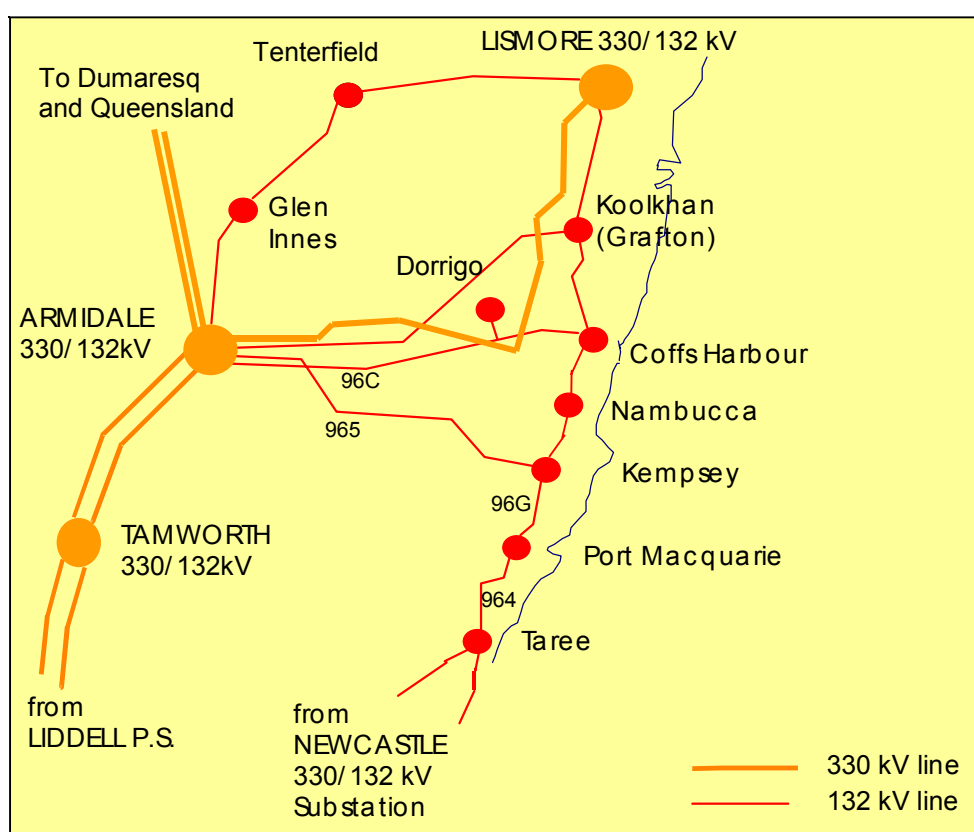 LISMORE 330/132 kV
Tenterfield
To Dumaresq
and Queensland
Glen
Innes
Koolkhan
(Grafton)
Dorrigo
ARMIDALE
330/132kV
Coffs Harbour
96C
Nambucca
965
Kempsey
96G
TAMWORTH
330/132kV
Port Macquarie
964
Taree
from
LIDDELL P.S.
from
NEWCASTLE
330/132 kV
Substation
330 kV line
132 kV line